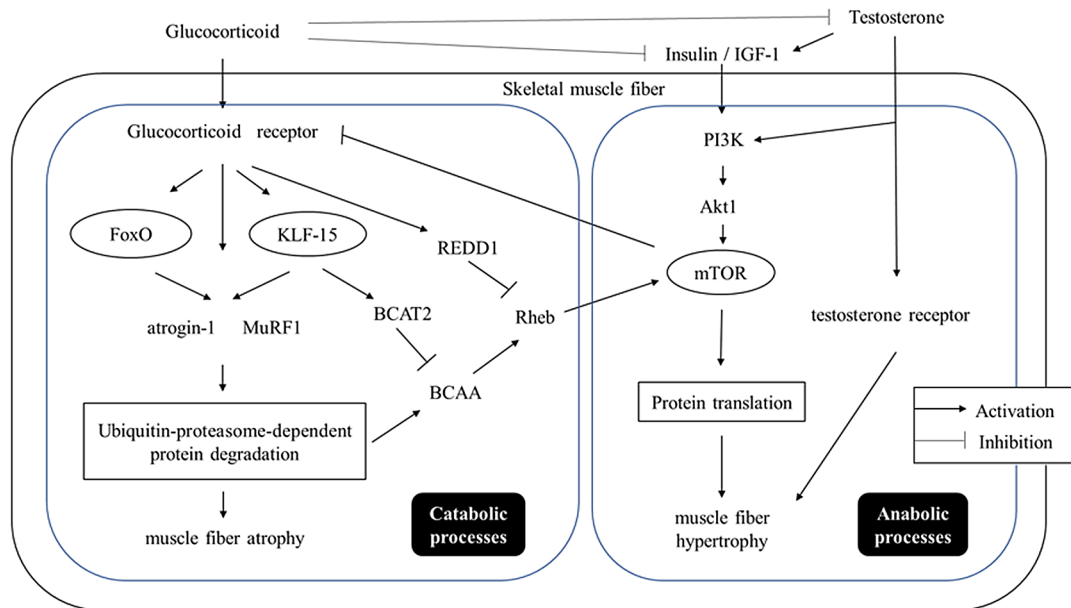 Testosterone
Glucocorticoid
Insulin / IGF-1
Skeletal muscle fiber
Glucocorticoid receptor
PI3K
Akt1
FoxO
KLF-15
REDD1
mTOR
atrogin-1 MuRF1
BCAT2
Rheb
testosterone receptor
BCAA
Protein translation
Activation
Inhibition
Ubiquitin-proteasome-dependent
protein degradation
muscle fiber atrophy
Catabolic
processes
muscle fiber
hypertrophy
Anabolic
processes